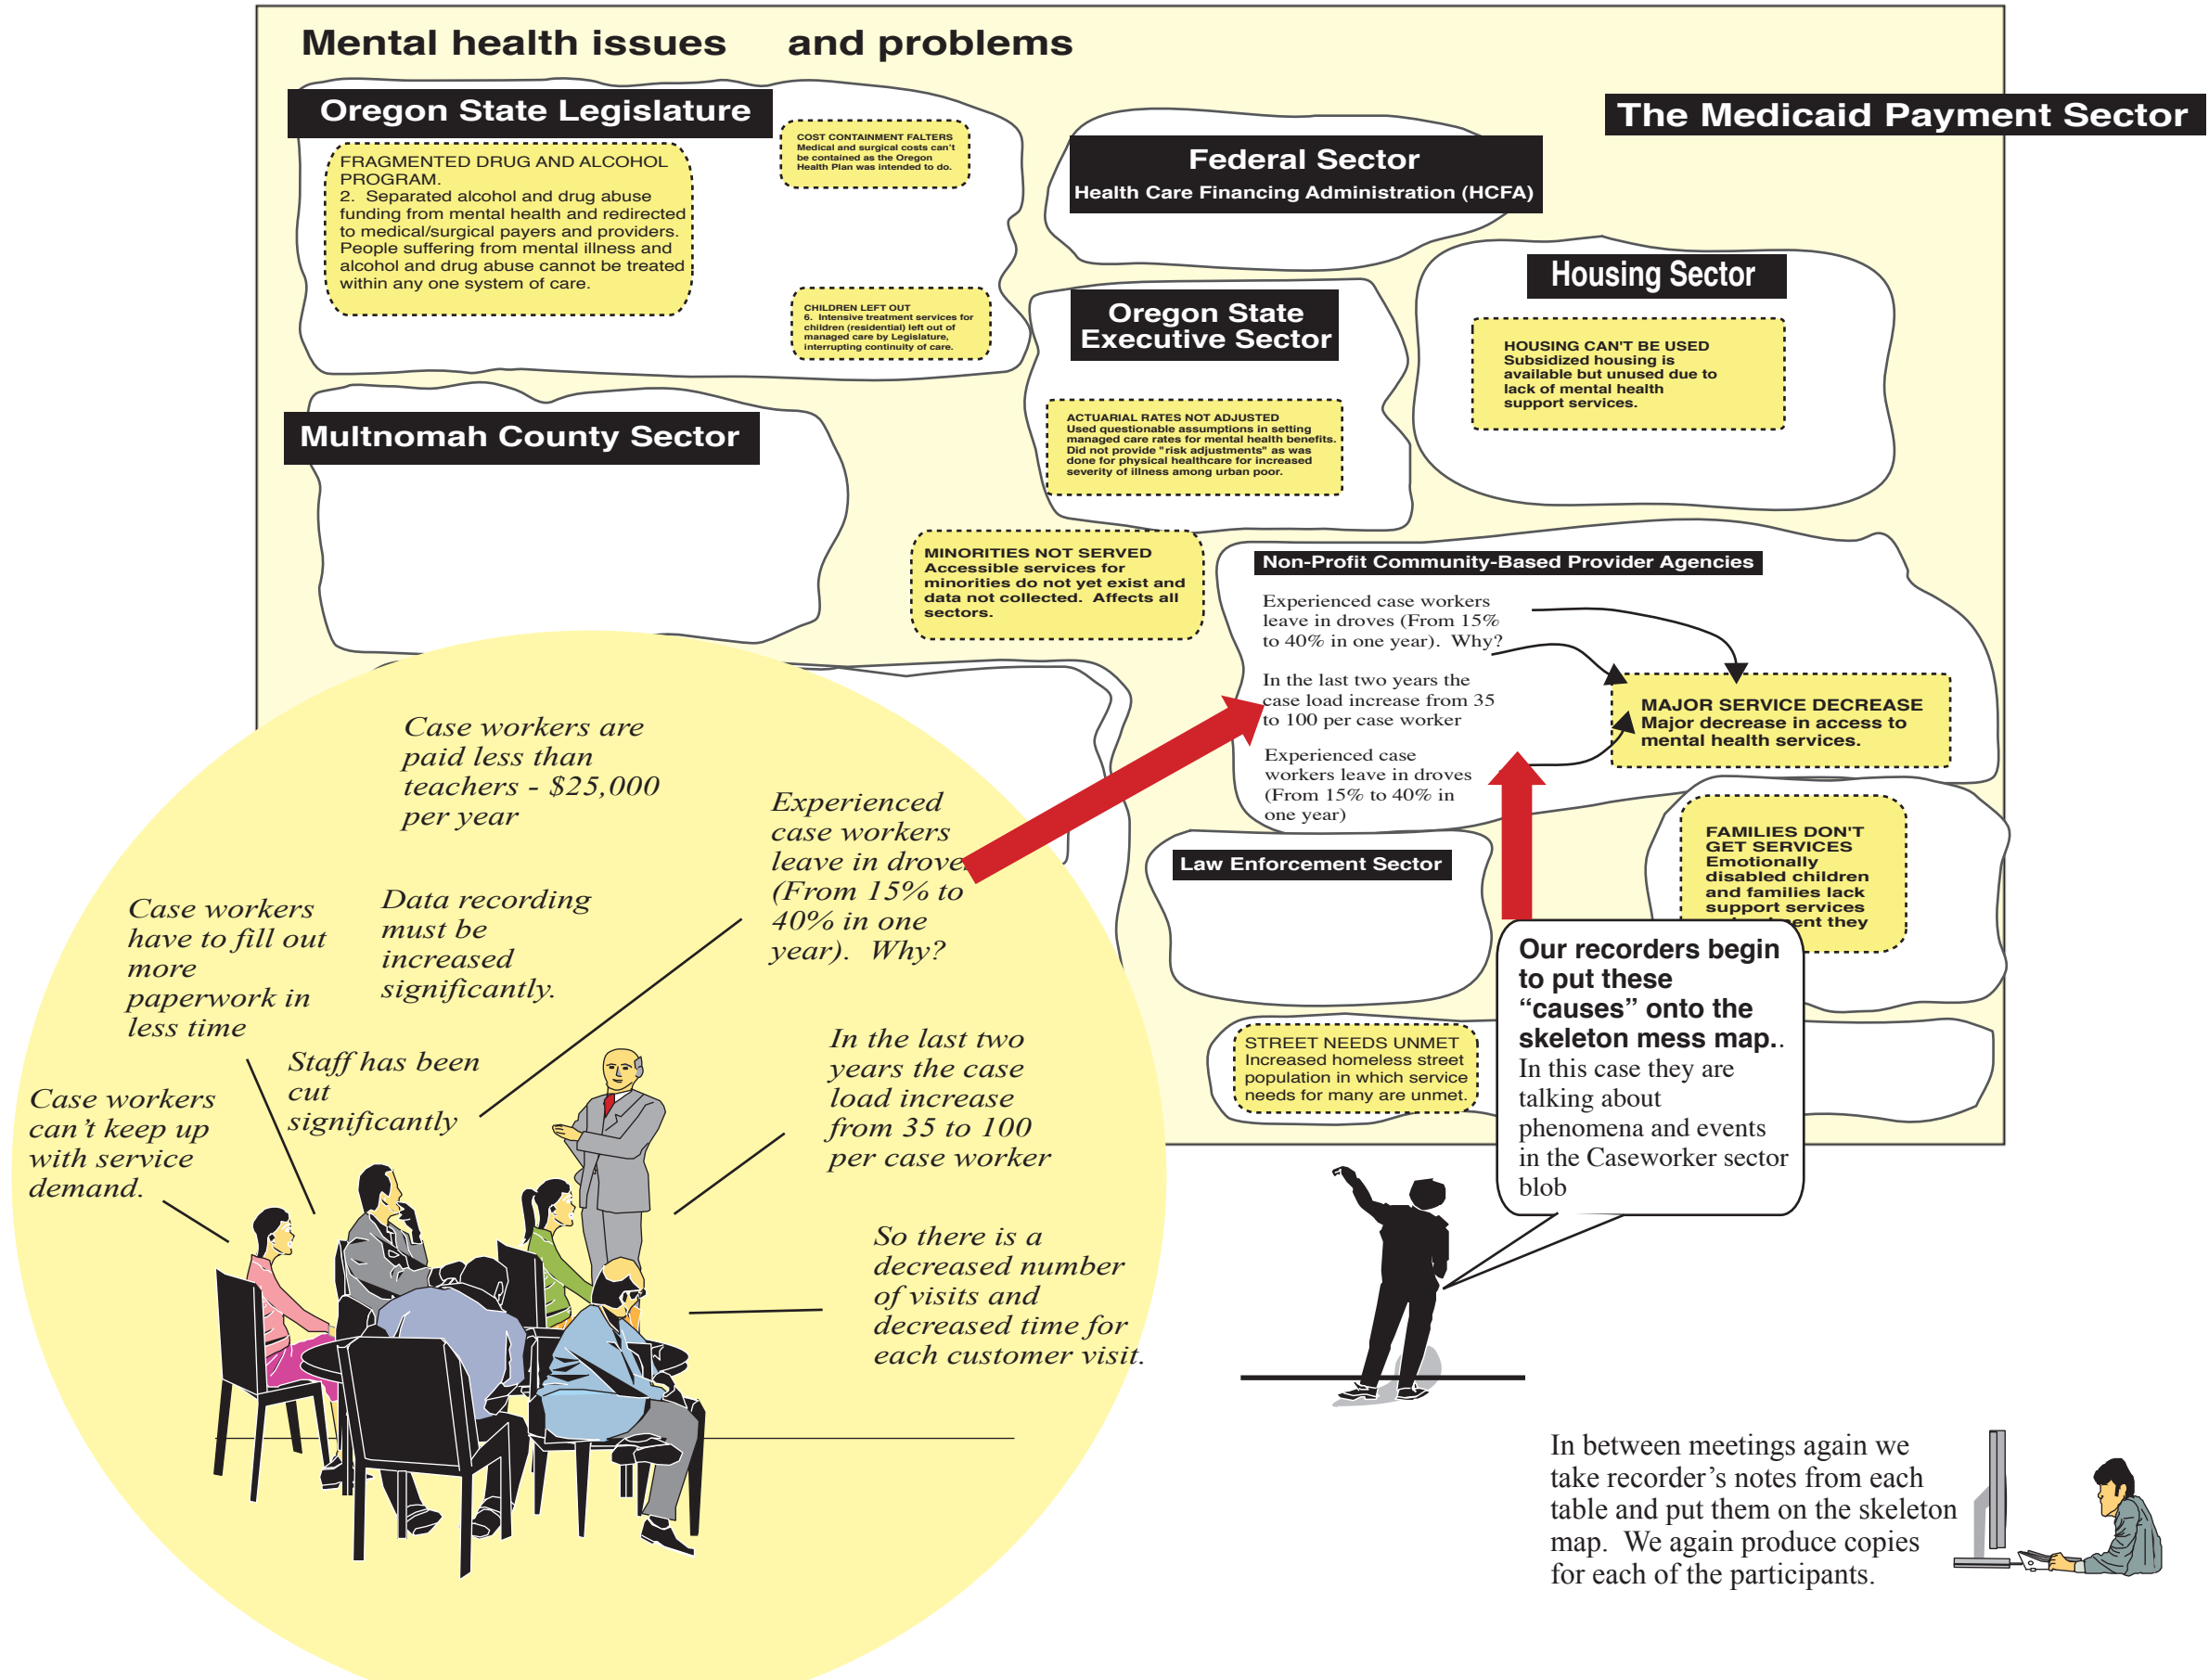 Mental health issues and problems
Oregon State Legislature
FRAGMENTED DRUG AND ALCOHOL
PROGRAM.
2. Separated alcohol and drug abuse
funding from mental health and redirected
to medical/surgical payers and providers.
People suffering from mental illness and
alcohol and drug abuse cannot be treated
within any one system of care.
COST CONTAINMENT FALTERS
Medical and surgical costs can't
be contained as the Oregon
Health Plan was intended to do.
CHILDREN LEFT OUT
6. Intensive treatment services for
children (residential) left out of
managed care by Legislature,
interrupting continuity of care.
Federal Sector
Health Care Financing Administration (HCFA)
The Medicaid Payment Sector
Housing Sector
HOUSING CAN'T BE USED
Subsidized housing is
available but unused due to
lack of mental health
support services.
Oregon State
Executive Sector
ACTUARIAL RATES NOT ADJUSTED
Used questionable assumptions in setting
managed care rates for mental health benefits.
Did not provide "risk adjustments" as was
done for physical healthcare for increased
severity of illness among urban poor.
Multnomah County Sector
MINORITIES NOT SERVED
Accessible services for
minorities do not yet exist and
data not collected. Affects all
sectors.
Non-Profit Community-Based Provider Agencies
Experienced case workers
leave in droves (From 15%
to 40% in one year). Why?
In the last two years the
case load increase from 35
to 100 per case worker
Experienced case
workers leave in droves
(From 15% to 40% in
one year)
MAJOR SERVICE DECREASE
Major decrease in access to
mental health services.
Law Enforcement Sector
FAMILIES DON'T
GET SERVICES
Emotionally
disabled children
and families lack
support services
they
STREET NEEDS UNMET
Increased homeless street
population in which service
needs for many are unmet.
Our recorders begin
to put these
“causes” onto the
skeleton mess map..
In this case they are
talking about
phenomena and events
in the Caseworker sector
blob
Case workers are
paid less than
teachers - $25,000
per year
Experienced
case workers
leave in drove
(From 15% to
40% in one
year). Why?
Case workers
have to fill out
more
paperwork in
less time
Data recording
must be
increased
significantly.
Staff has been
cut
significantly
Case workers
can't keep up
with service
demand.
In the last two
years the case
load increase
from 35 to 100
per case worker
So there is a
decreased number
of visits and
decreased time for
each customer visit.
In between meetings again we
take recorder’s notes from each
table and put them on the skeleton
map. We again produce copies
for each of the participants.